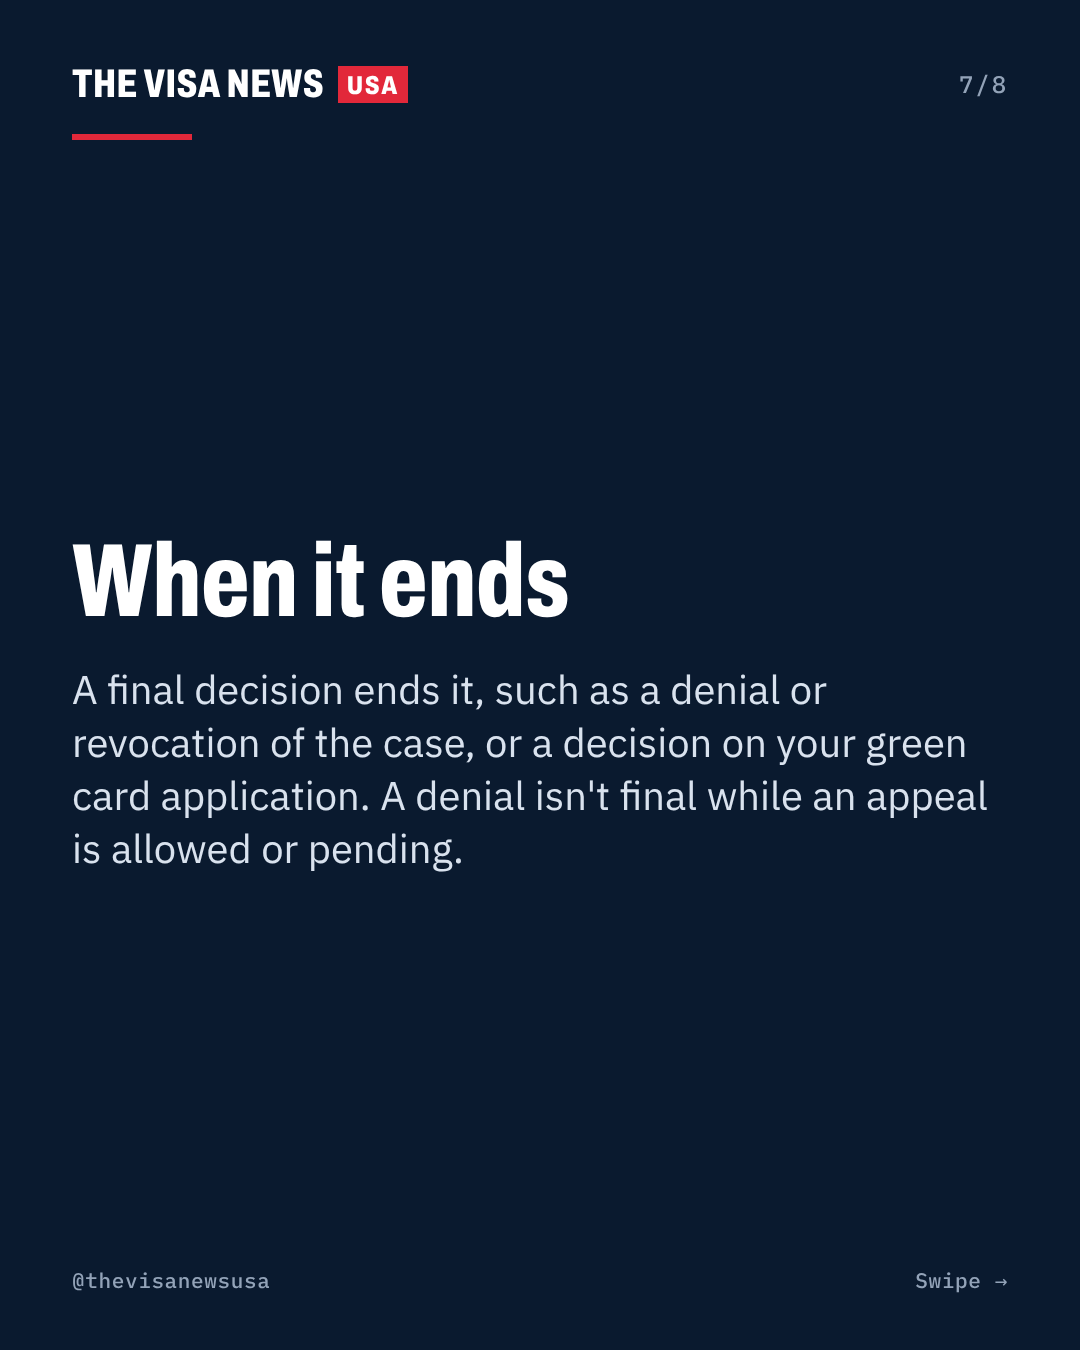 THE VISA NEWS USA
7/8
When it ends
A final decision ends it, such as a denial or
revocation of the case, or a decision on your green
card application. A denial isn't final while an appeal
is allowed or pending.
@thevisanewsusa
Swipe →